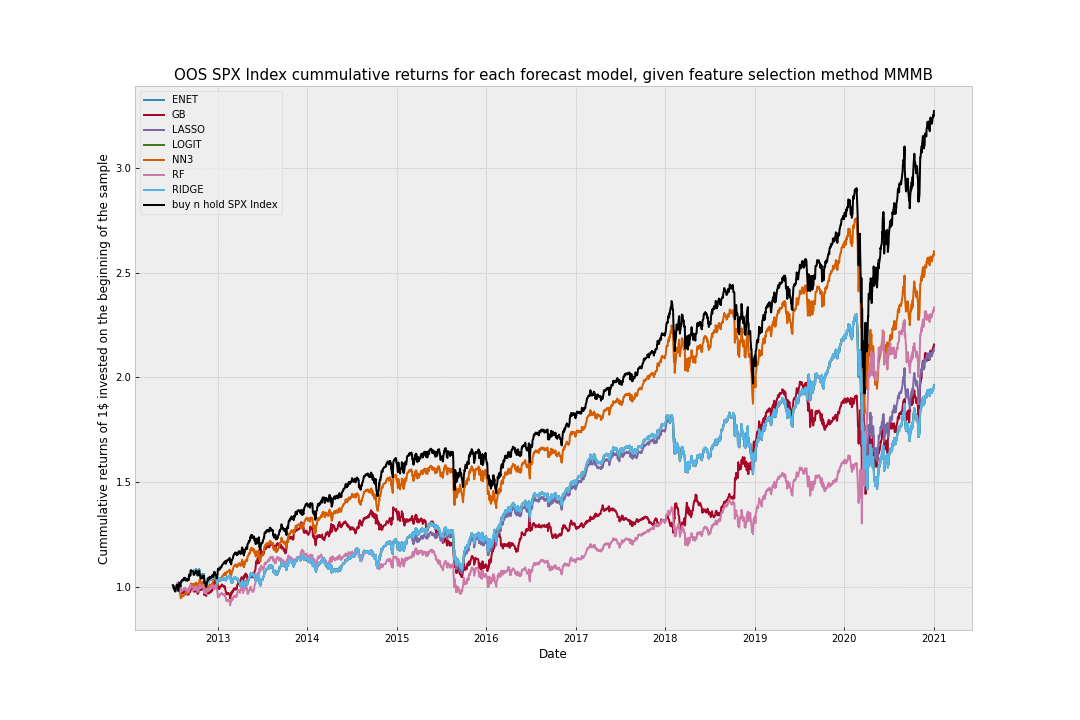 OOS SPX Index cummulative returns for each forecast model, given feature selection method MMMB
ENET
GB
LASSO
LOGIT
NN3
RF
RIDGE
buy n hold SPX Index
Cummulative returns of 1$ invested on the beginning of the sample
3.0
2.5
2.0
1.5
1.0
2013 2014 2015 2016 2017 2018 2019 2020 2021
Date